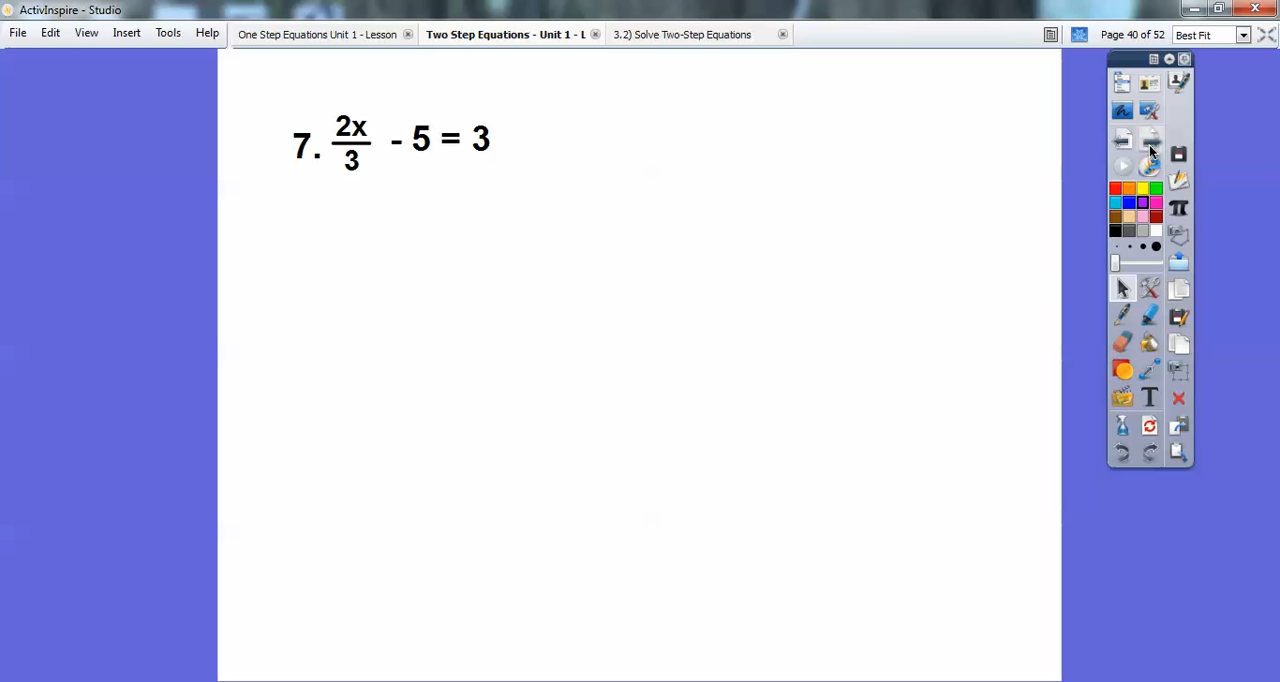 ActivInspire - Studio
File Edit View Insert Tools Help
One Step Equations Unit 1 - Lesson
Two Step Equations - Unit 1 - L
3.2) Solve Two-Step Equations
Page 40 of 52
Best Fit
7. 2x/3 - 5 = 3